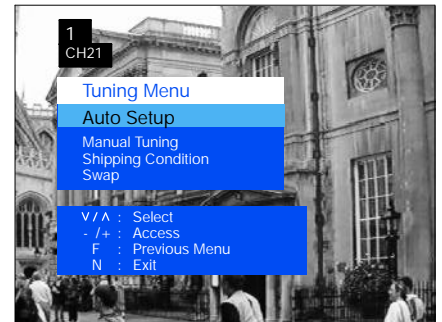 1
CH21
Tuning Menu
Auto Setup
Manual Tuning
Shipping Condition
Swap
∨/∧ : Select
- /+ : Access
F : Previous Menu
N : Exit